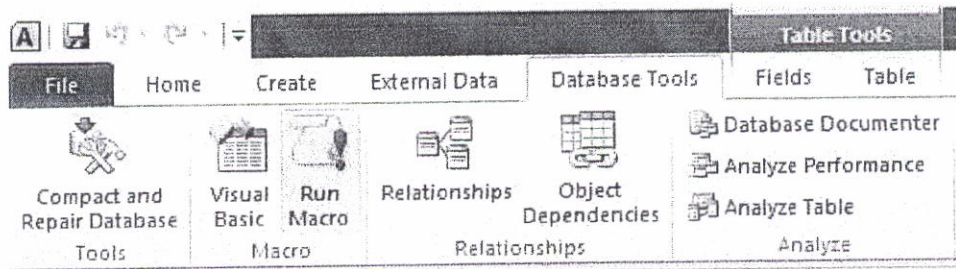 A
Table Tools
File Home Create External Data Database Tools Fields Table
Compact and Repair Database
Visual Basic
Run Macro
Relationships
Object Dependencies
Database Documenter
Analyze Performance
Analyze Table
Tools Macro Relationships Analyze